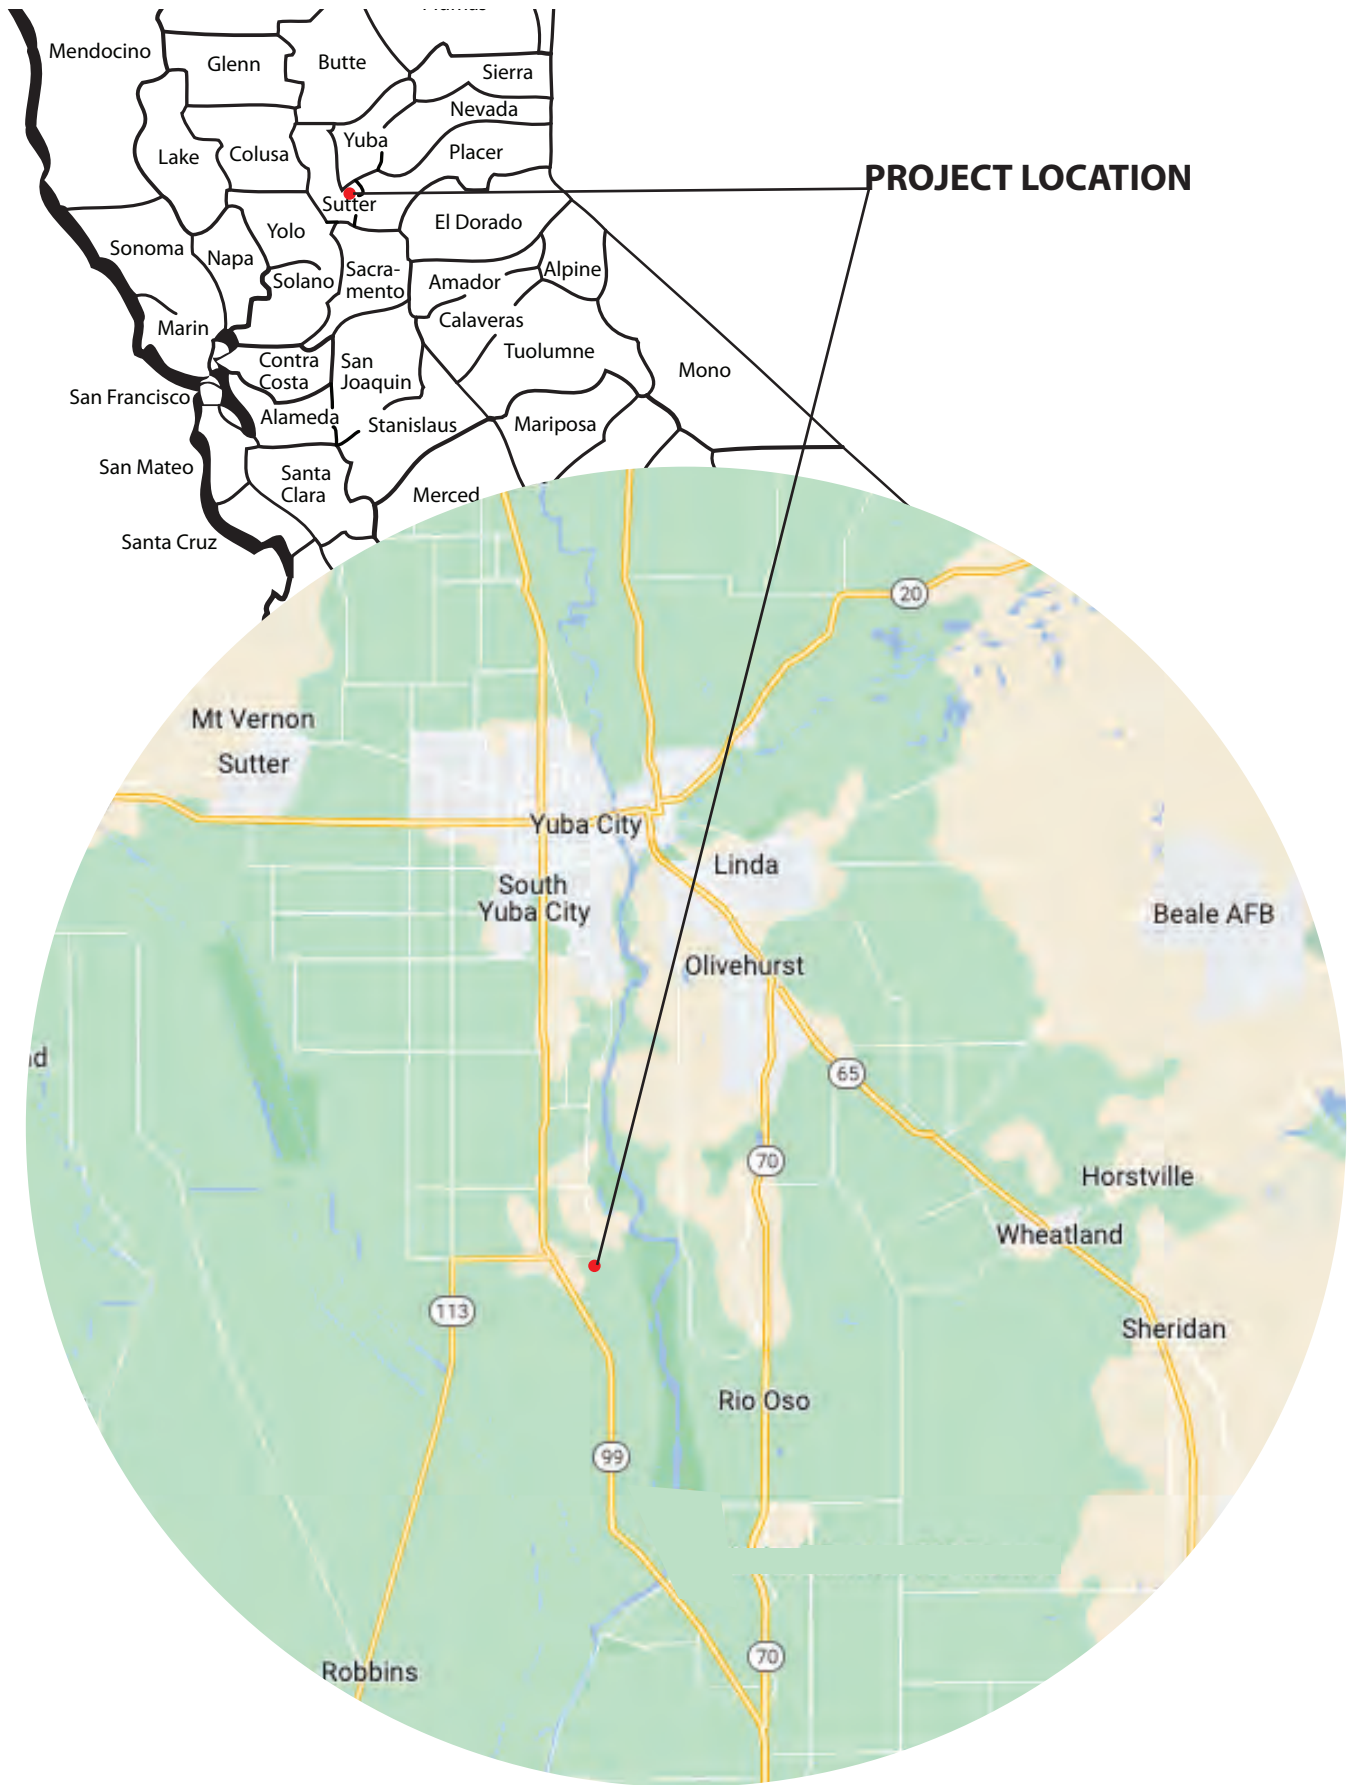 Mendocino
Glenn
Butte
Sierra
Nevada
Yuba
Lake
Colusa
Placer
PROJECT LOCATION
Sutter
El Dorado
Yolo
Sonoma
Napa
Solano
Sacra-
mento
Amador
Alpine
Marin
Calaveras
Contra
Costa
San
Joaquin
Tuolumne
Mono
San Francisco
Alameda
Stanislaus
Mariposa
San Mateo
Santa
Clara
Merced
Santa Cruz
20
Mt Vernon
Sutter
Yuba City
Linda
South
Yuba City
Beale AFB
Olivehurst
65
70
Horstville
Wheatland
113
Sheridan
Rio Oso
99
70
Robbins